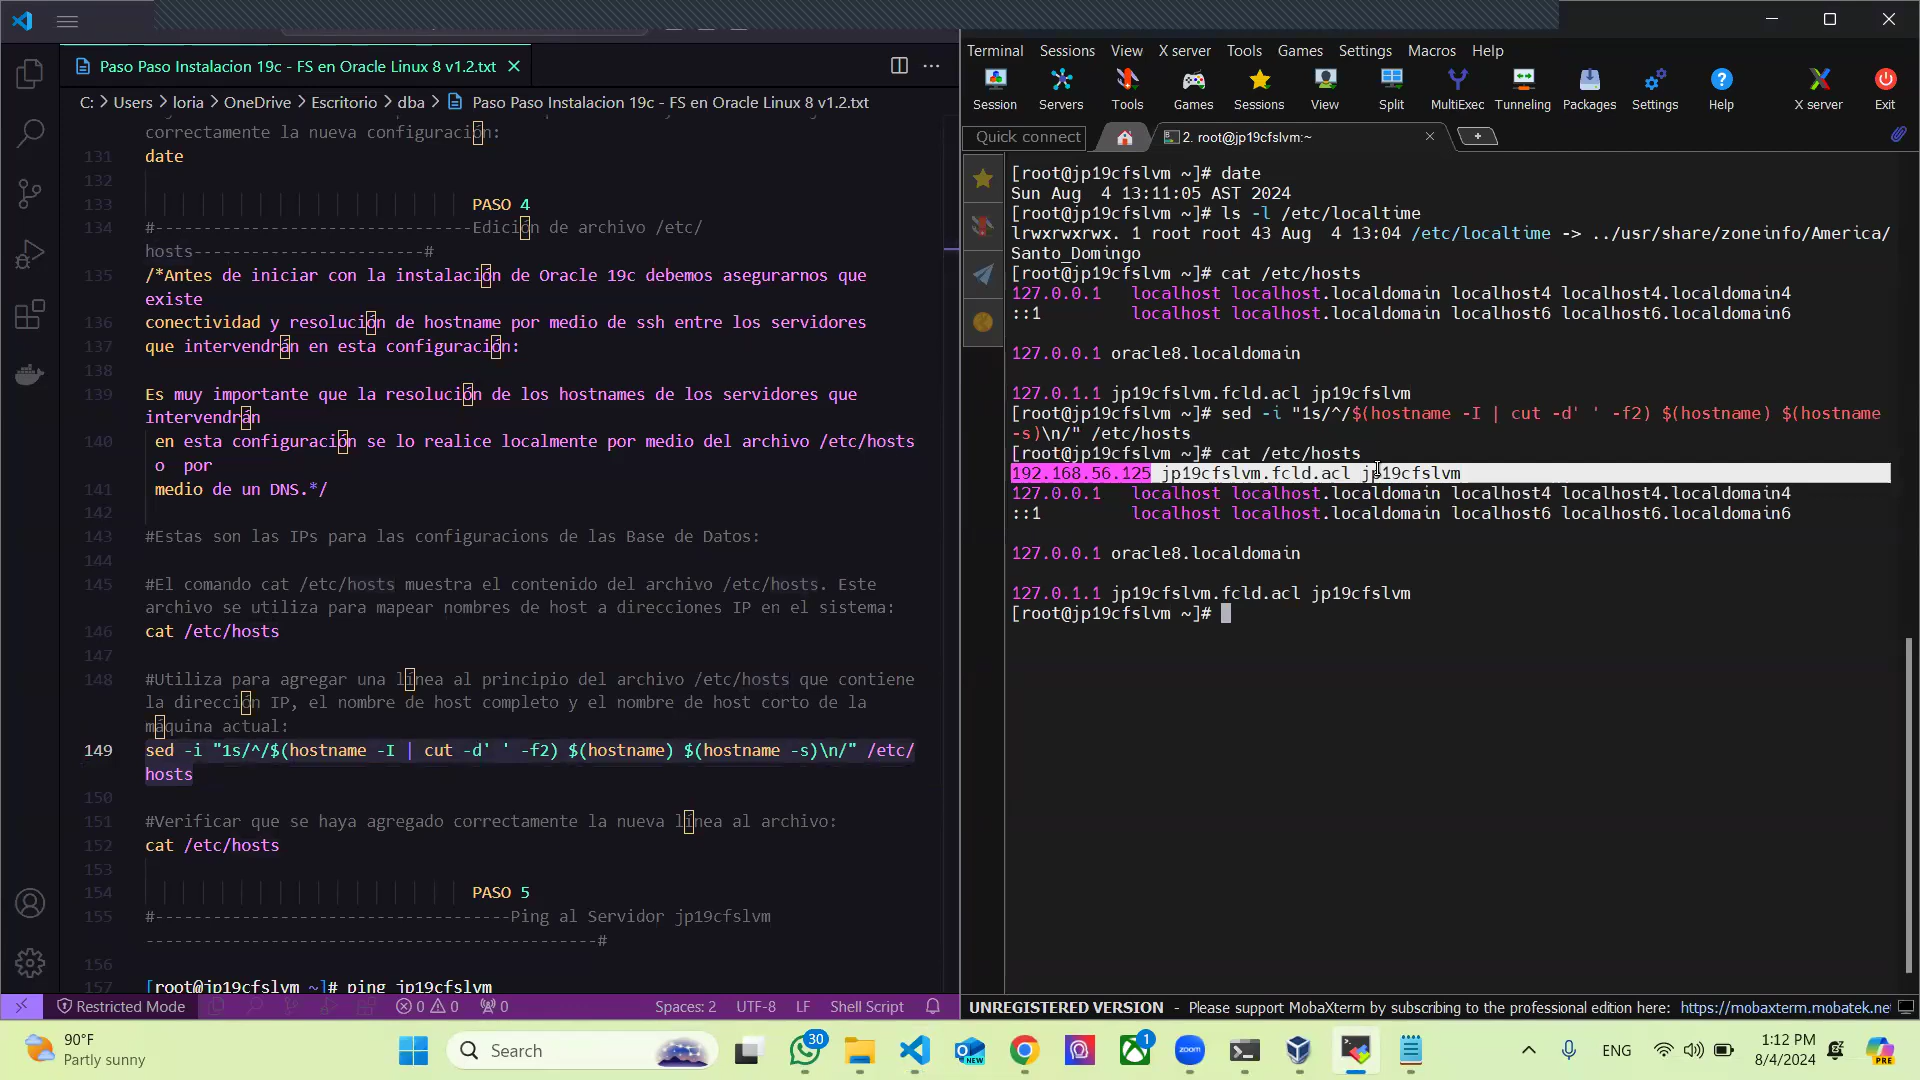 Paso Paso Instalacion 19c - FS en Oracle Linux 8 v1.2.txt
C: > Users > loria > OneDrive > Escritorio > dba > Paso Paso Instalacion 19c - FS en Oracle Linux 8 v1.2.txt
correctamente la nueva configuración:
131 date
132
133 PASO 4
134 #----------------------------------Edición de archivo /etc/
hosts------------------------#
135 /*Antes de iniciar con la instalación de Oracle 19c debemos asegurarnos que
existe
136 conectividad y resolución de hostname por medio de ssh entre los servidores
137 que intervendrán en esta configuración:
138
139 Es muy importante que la resolución de los hostnames de los servidores que
intervendrán
140 en esta configuración se lo realice localmente por medio del archivo /etc/hosts
o  por
141 medio de un DNS.*/
142
143 #Estas son las IPs para las configuracions de las Base de Datos:
144
145 #El comando cat /etc/hosts muestra el contenido del archivo /etc/hosts. Este
archivo se utiliza para mapear nombres de host a direcciones IP en el sistema:
146 cat /etc/hosts
147
148 #Utiliza para agregar una línea al principio del archivo /etc/hosts que contiene
la dirección IP, el nombre de host completo y el nombre de host corto de la
máquina actual:
149 sed -i "1s/^/$(hostname -I | cut -d' ' -f2) $(hostname) $(hostname -s)\n/" /etc/
hosts
150
151 #Verificar que se haya agregado correctamente la nueva línea al archivo:
152 cat /etc/hosts
153
154 PASO 5
155 #--------------------------------------Ping al Servidor jp19cfslvm
-----------------------------------------------#
156
157 [root@jp19cfslvm ~]# ping jp19cfslvm
Restricted Mode 0 0 0 Spaces: 2 UTF-8 LF Shell Script
Terminal Sessions View X server Tools Games Settings Macros Help
Session Servers Tools Games Sessions View Split MultiExec Tunneling Packages Settings Help X server Exit
Quick connect 2. root@jp19cfslvm:~
[root@jp19cfslvm ~]# date
Sun Aug  4 13:11:05 AST 2024
[root@jp19cfslvm ~]# ls -l /etc/localtime
lrwxrwxrwx. 1 root root 43 Aug  4 13:04 /etc/localtime -> ../usr/share/zoneinfo/America/
Santo_Domingo
[root@jp19cfslvm ~]# cat /etc/hosts
127.0.0.1   localhost localhost.localdomain localhost4 localhost4.localdomain4
::1         localhost localhost.localdomain localhost6 localhost6.localdomain6
127.0.0.1 oracle8.localdomain
127.0.1.1 jp19cfslvm.fcld.acl jp19cfslvm
[root@jp19cfslvm ~]# sed -i "1s/^/$(hostname -I | cut -d' ' -f2) $(hostname) $(hostname
-s)\n/" /etc/hosts
[root@jp19cfslvm ~]# cat /etc/hosts
192.168.56.125 jp19cfslvm.fcld.acl jp19cfslvm
127.0.0.1   localhost localhost.localdomain localhost4 localhost4.localdomain4
::1         localhost localhost.localdomain localhost6 localhost6.localdomain6
127.0.0.1 oracle8.localdomain
127.0.1.1 jp19cfslvm.fcld.acl jp19cfslvm
[root@jp19cfslvm ~]#
UNREGISTERED VERSION - Please support MobaXterm by subscribing to the professional edition here: https://mobaxterm.mobatek.ne
90°F
Partly sunny
Search
30
NEW
1
zoom
ENG
1:12 PM
8/4/2024
PRE